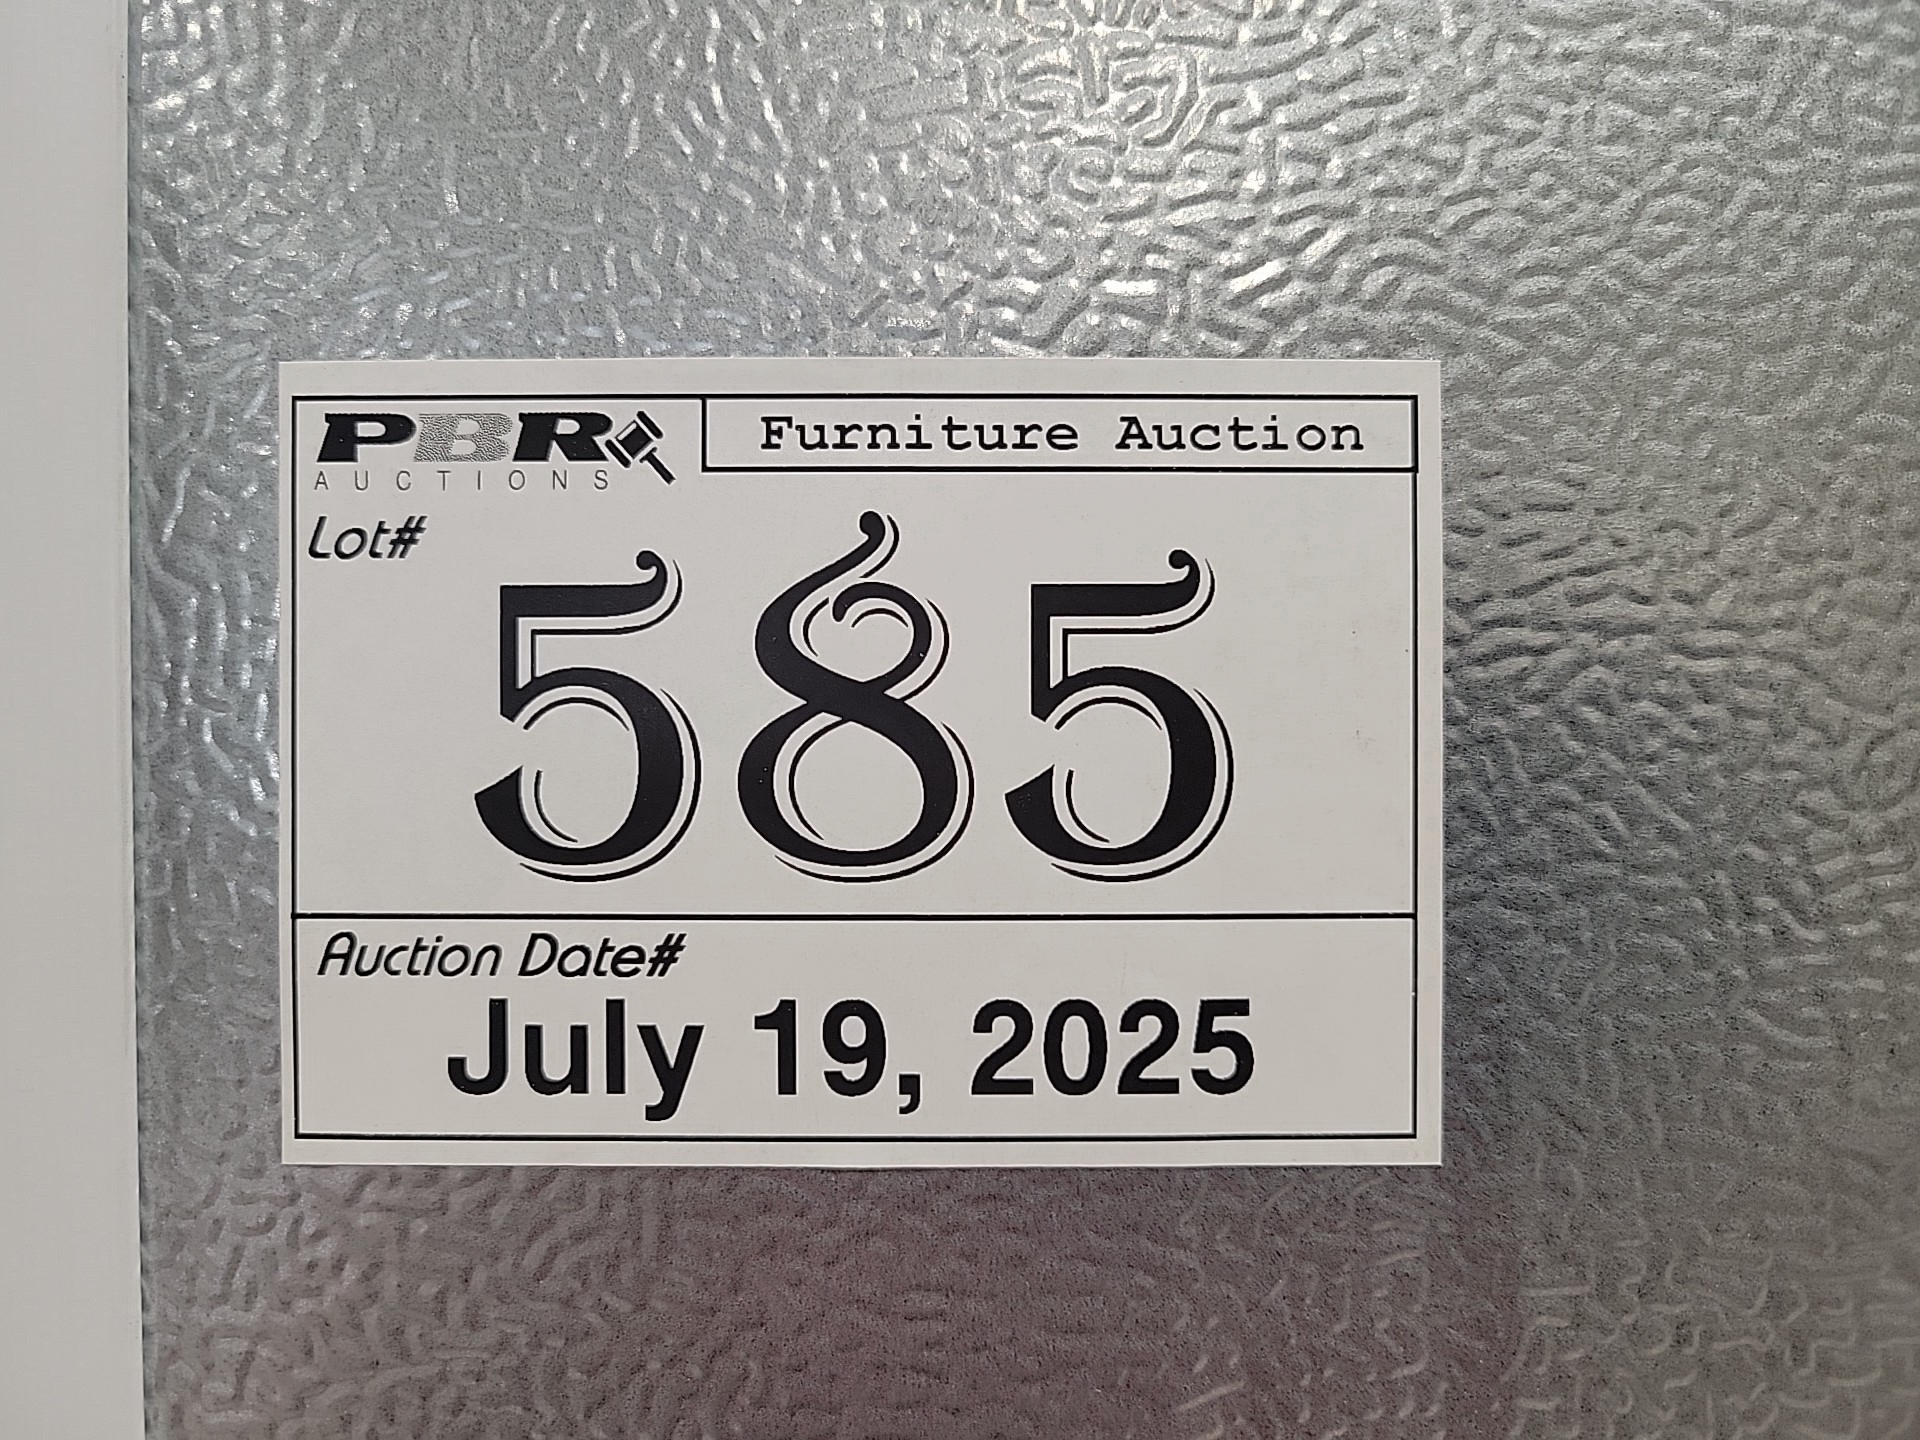 PBR
AUCTIONS
Furniture Auction
Lot#
585
Auction Date#
July 19, 2025